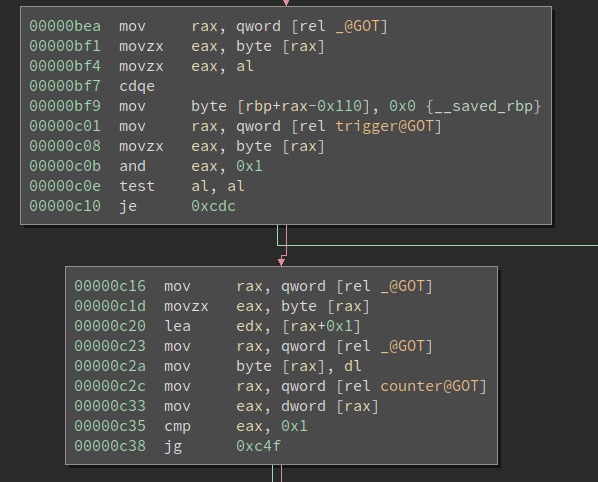 00000bea mov rax, qword [rel _@GOT]
00000bf1 movzx eax, byte [rax]
00000bf4 movzx eax, al
00000bf7 cdqe
00000bf9 mov byte [rbp+rax-0x110], 0x0 {__saved_rbp}
00000c01 mov rax, qword [rel trigger@GOT]
00000c08 movzx eax, byte [rax]
00000c0b and eax, 0x1
00000c0e test al, al
00000c10 je 0xcdc
00000c16 mov rax, qword [rel _@GOT]
00000c1d movzx eax, byte [rax]
00000c20 lea edx, [rax+0x1]
00000c23 mov rax, qword [rel _@GOT]
00000c2a mov byte [rax], dl
00000c2c mov rax, qword [rel counter@GOT]
00000c33 mov eax, dword [rax]
00000c35 cmp eax, 0x1
00000c38 jg 0xc4f